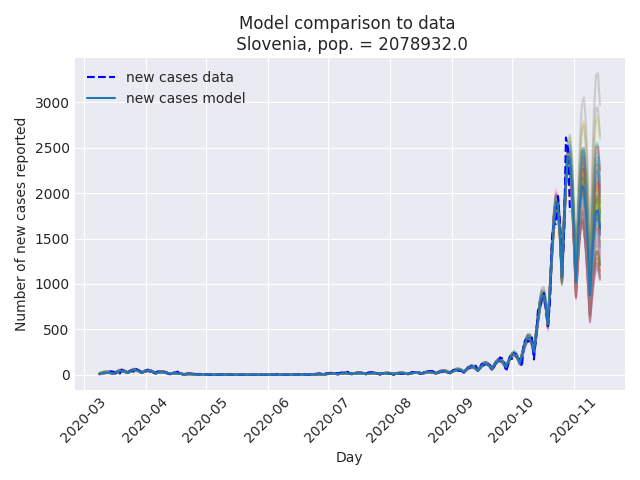 Model comparison to data
Slovenia, pop. = 2078932.0
new cases data
new cases model
Number of new cases reported
3000
2500
2000
1500
1000
500
0
2020-03
2020-04
2020-05
2020-06
2020-07
2020-08
2020-09
2020-10
2020-11
Day